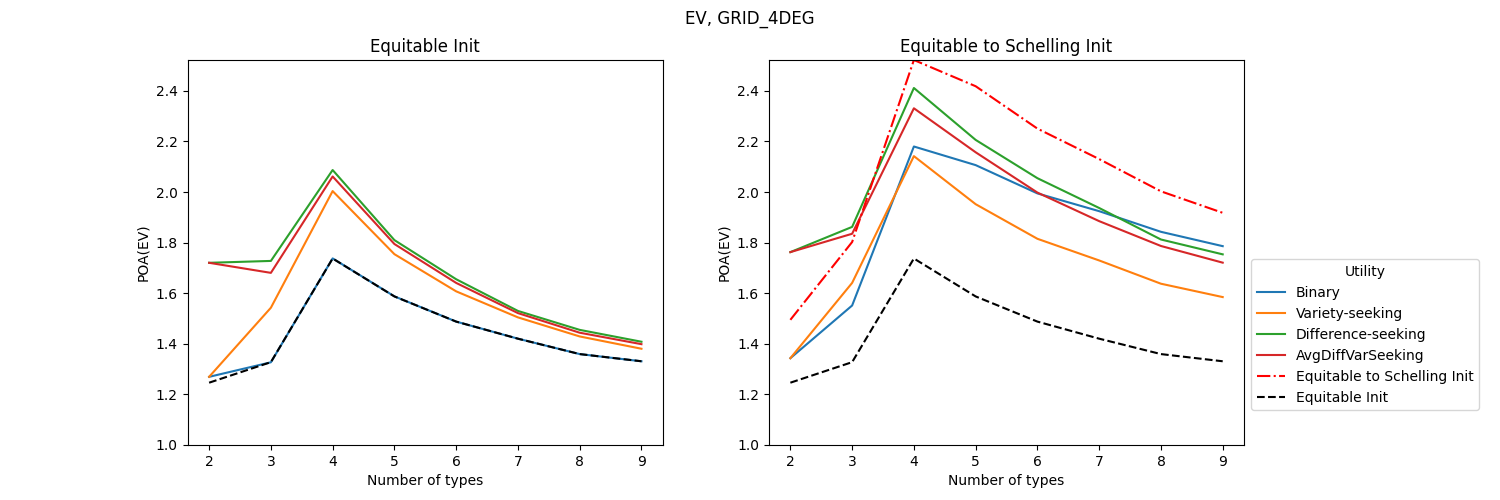 EV, GRID_4DEG
Equitable Init
POA(EV)
2.4
2.2
2.0
1.8
1.6
1.4
1.2
1.0
2 3 4 5 6 7 8 9
Number of types
Equitable to Schelling Init
POA(EV)
2.4
2.2
2.0
1.8
1.6
1.4
1.2
1.0
2 3 4 5 6 7 8 9
Number of types
Utility
Binary
Variety-seeking
Difference-seeking
AvgDiffVarSeeking
Equitable to Schelling Init
Equitable Init